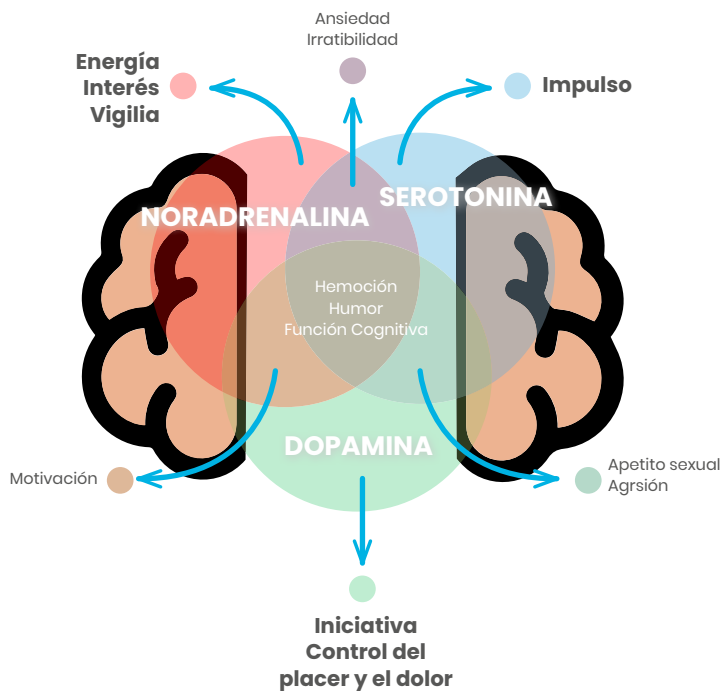 Ansiedad
Irratibilidad
Energía
Interés
Vigilia
Impulso
SEROTONINA
NORADRENALINA
Hemoción
Humor
Función Cognitiva
DOPAMINA
Motivación
Apetito sexual
Agrsión
Iniciativa
Control del
placer y el dolor